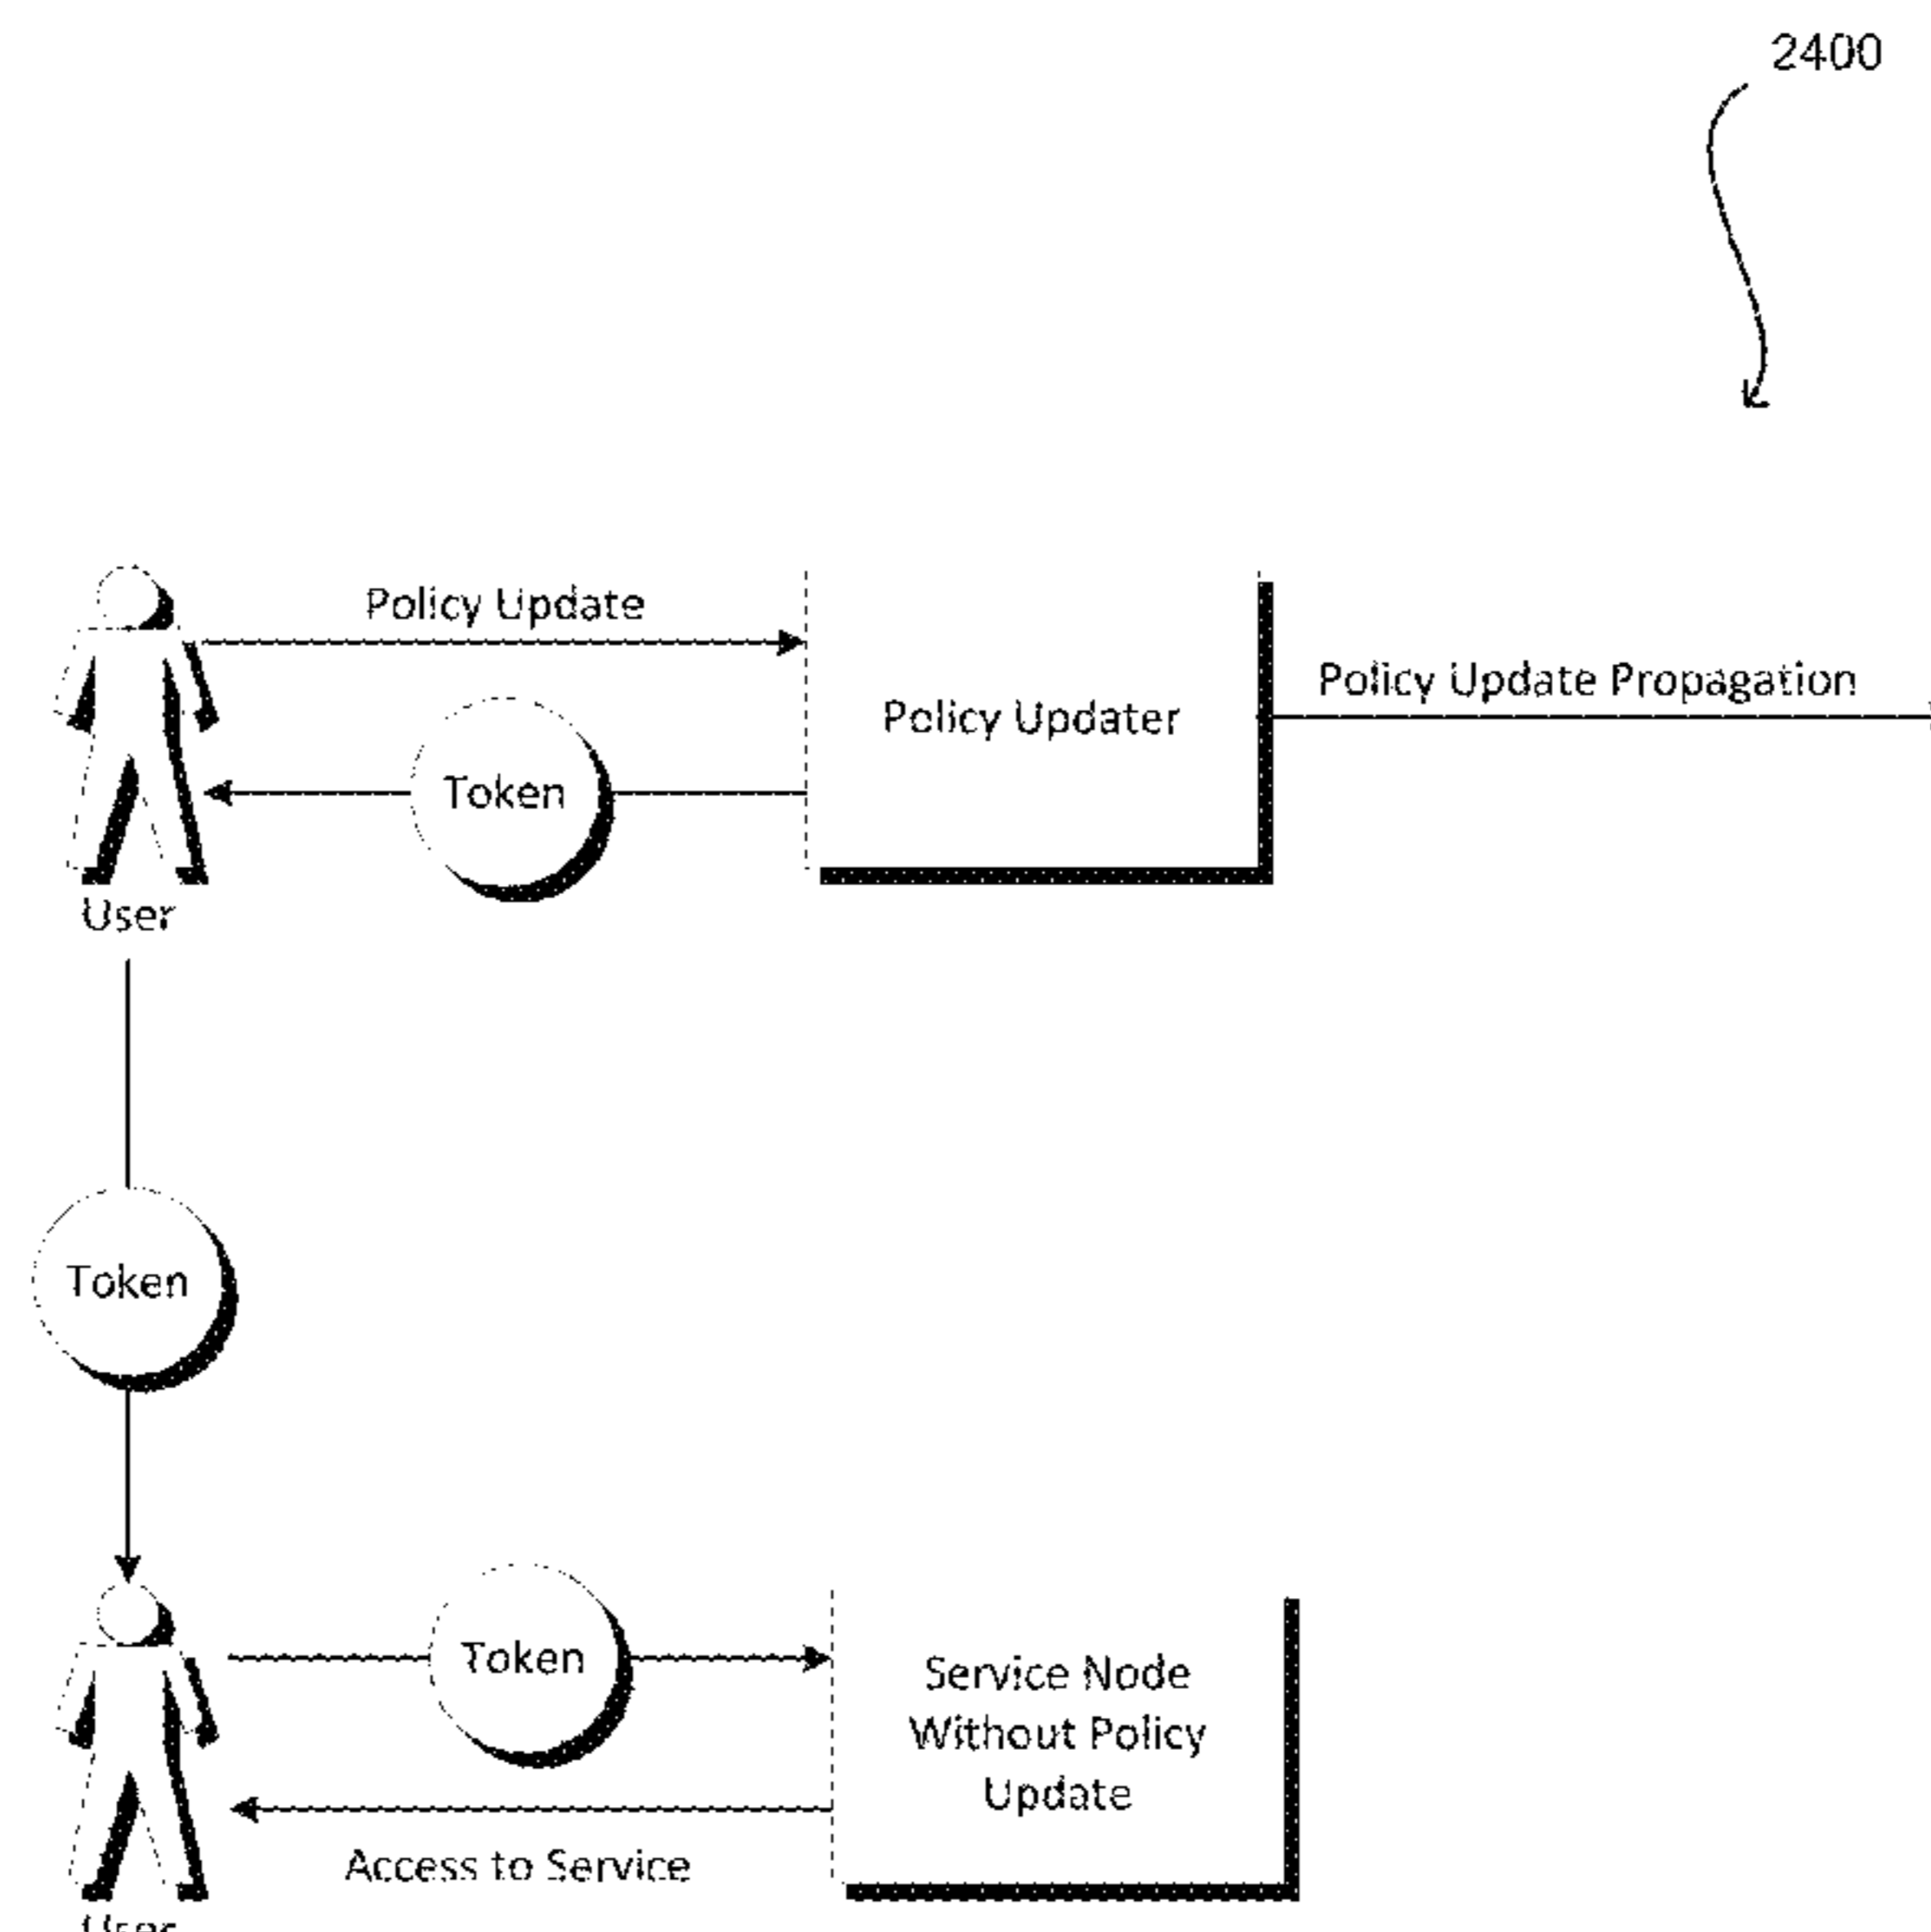 2400
Policy Update
Policy Updater
Policy Update Propagation
Token
User
Token
Token
Service Node
Without Policy
Update
Access to Service
User